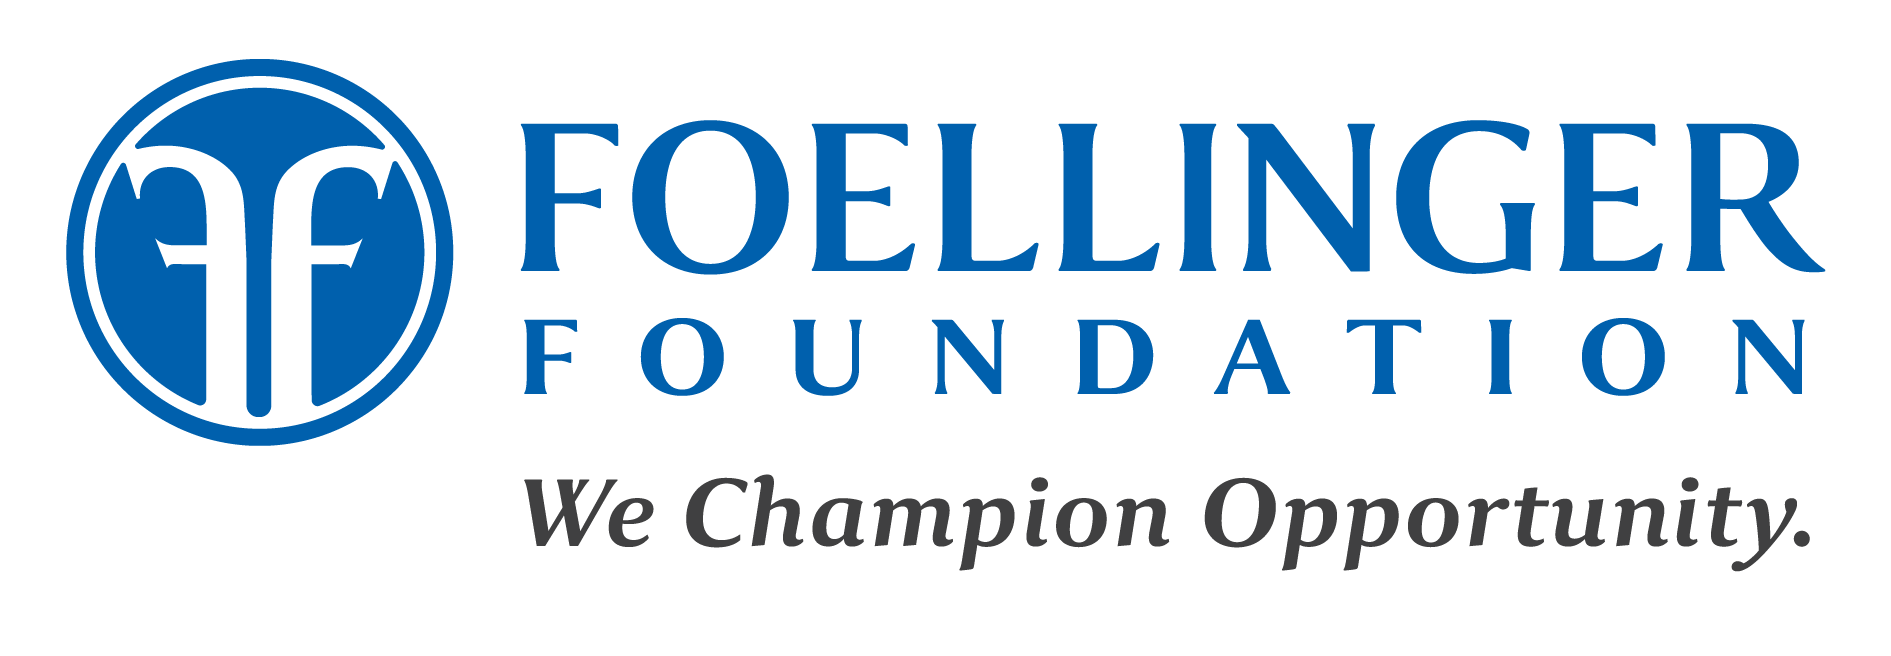 FOELLINGER
FOUNDATION
We Champion Opportunity.